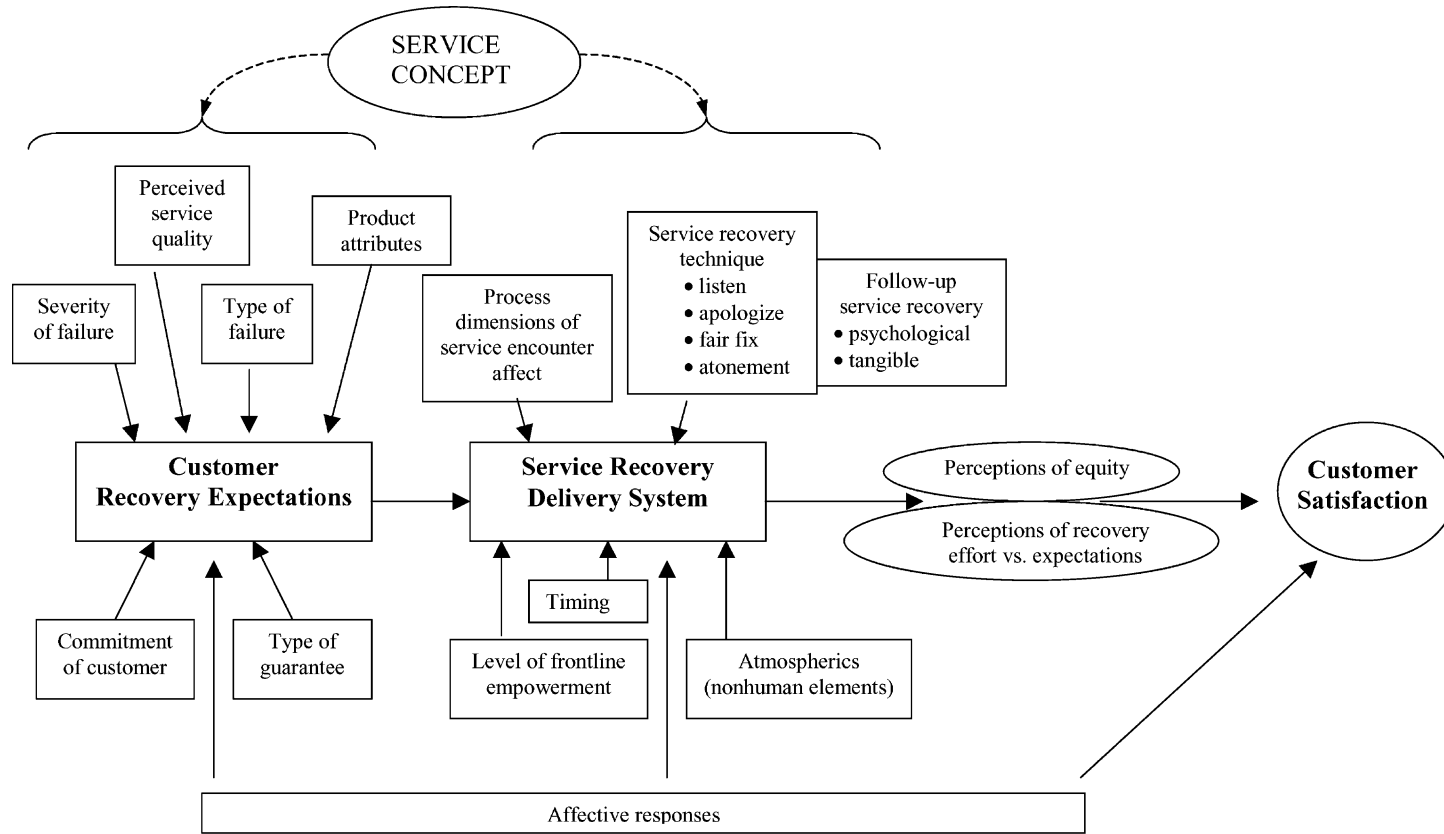 SERVICE
CONCEPT
Perceived
service
quality
Product
attributes
Severity
of failure
Type of
failure
Process
dimensions of
service encounter
affect
Service recovery
technique
• listen
• apologize
• fair fix
• atonement
Follow-up
service recovery
• psychological
• tangible
Customer
Recovery Expectations
Service Recovery
Delivery System
Perceptions of equity
Perceptions of recovery
effort vs. expectations
Customer
Satisfaction
Commitment
of customer
Type of
guarantee
Timing
Level of frontline
empowerment
Atmospherics
(nonhuman elements)
Affective responses